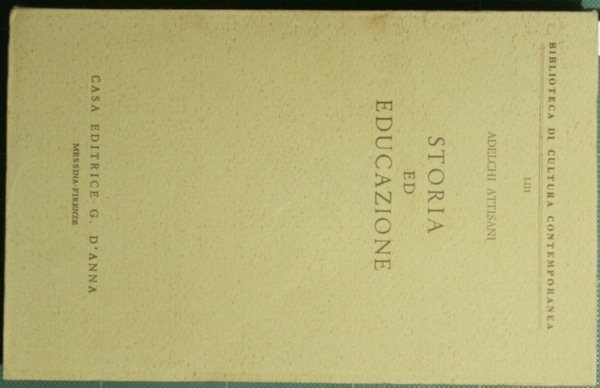 BIBLIOTECA DI CULTURA CONTEMPORANEA
LIII
ADELCHI ATTISANI
STORIA
ED
EDUCAZIONE
CASA EDITRICE G. D'ANNA
MESSINA-FIRENZE